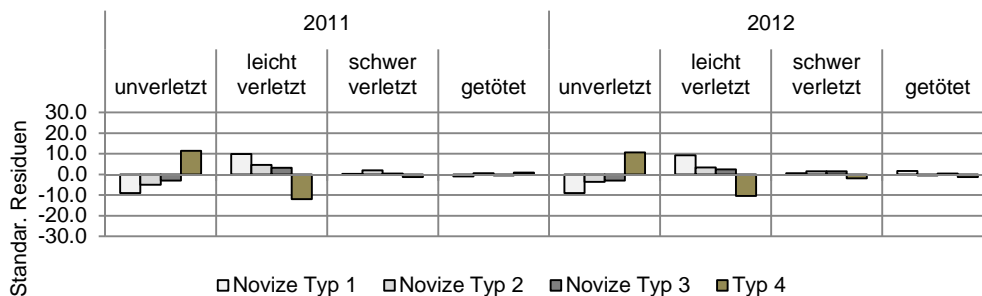 2011 2012
unverletzt leicht verletzt schwer verletzt getötet unverletzt leicht verletzt schwer verletzt getötet
30.0
20.0
10.0
0.0
-10.0
-20.0
-30.0
Standar. Residuen
Novize Typ 1 Novize Typ 2 Novize Typ 3 Typ 4